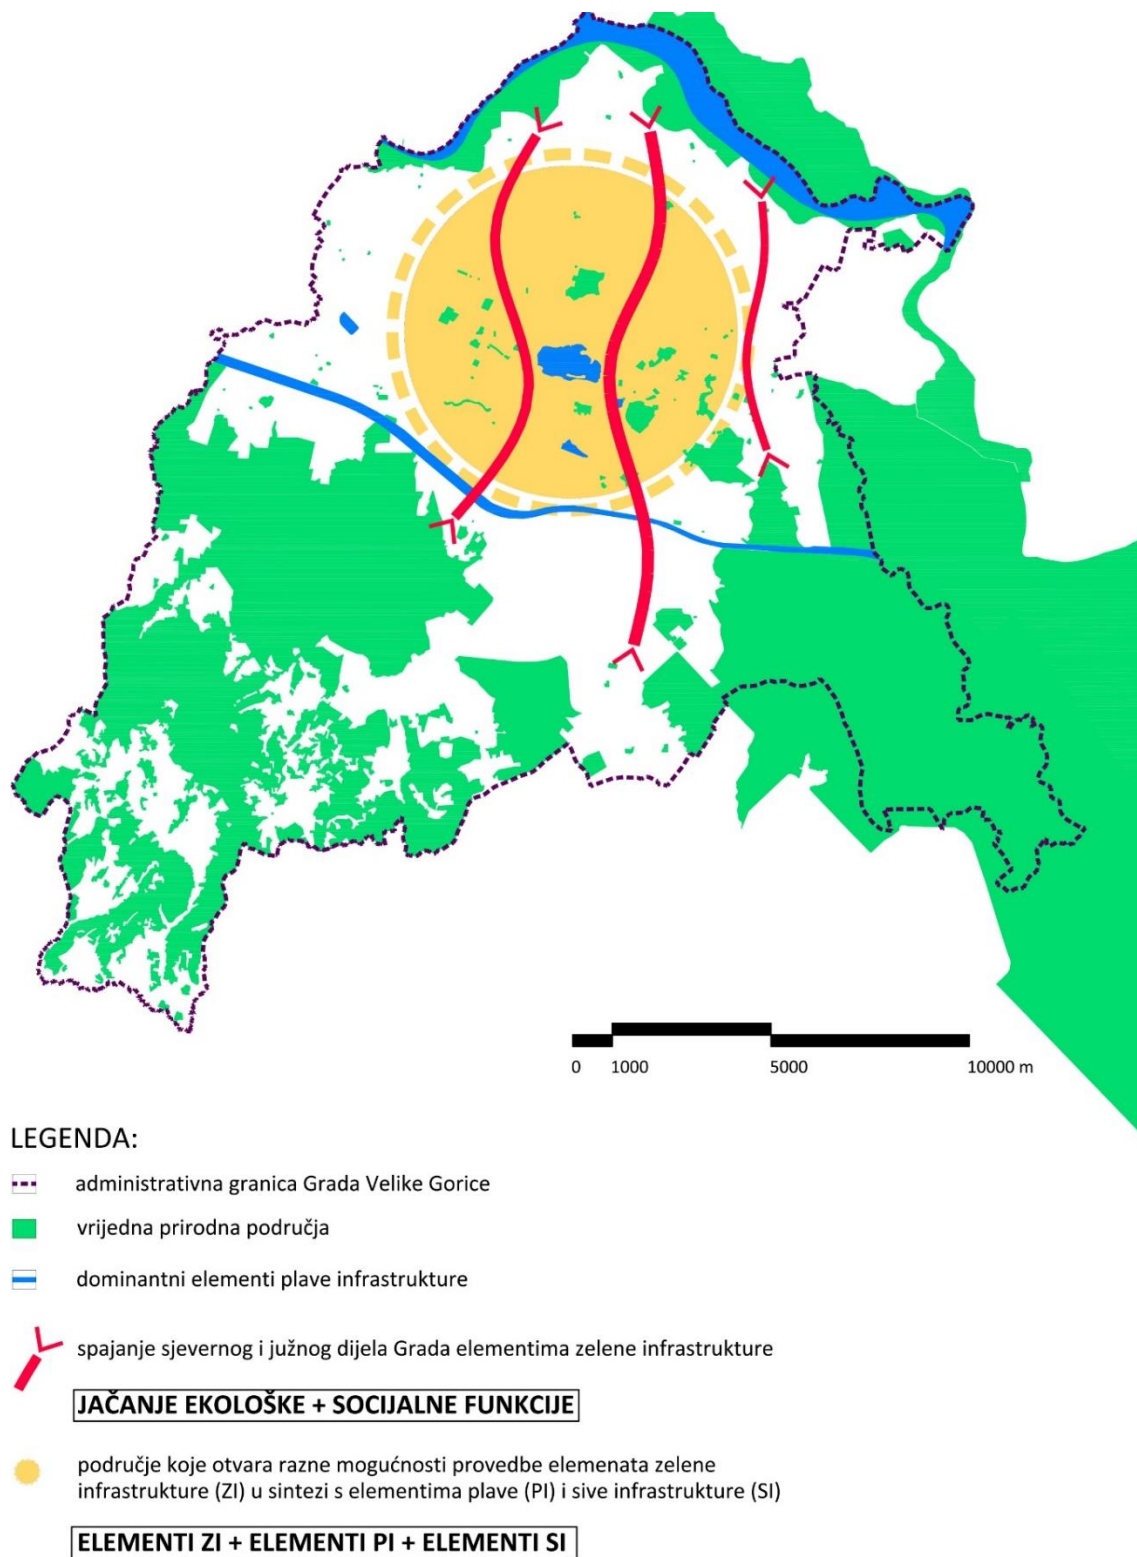 0 1000 5000 10000 m
LEGENDA:
administrativna granica Grada Velike Gorice
vrijedna prirodna područja
dominantni elementi plave infrastrukture
spajanje sjevernog i južnog dijela Grada elementima zelene infrastrukture
JAČANJE EKOLOŠKE + SOCIJALNE FUNKCIJE
područje koje otvara razne mogućnosti provedbe elemenata zelene
infrastrukture (ZI) u sintezi s elementima plave (PI) i sive infrastrukture (SI)
ELEMENTI ZI + ELEMENTI PI + ELEMENTI SI